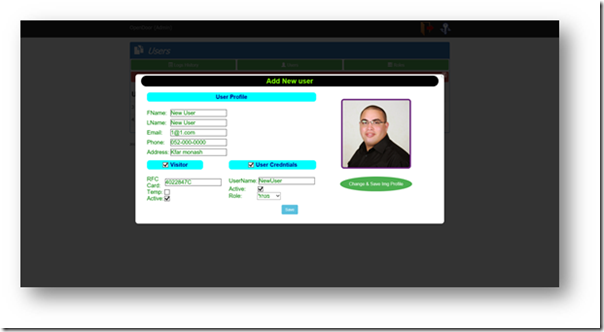 Users
Add New user
User Profile
FName: New User
LName: New User
Email: 1@1.com
Phone: 052-000-0000
Address: Kfar monash
Visitor
User Credntials
RFC
Card: 4022847C
Temp:
Active:
UserName: NewUser
Active:
Role:
Change & Save Img Profile
Save